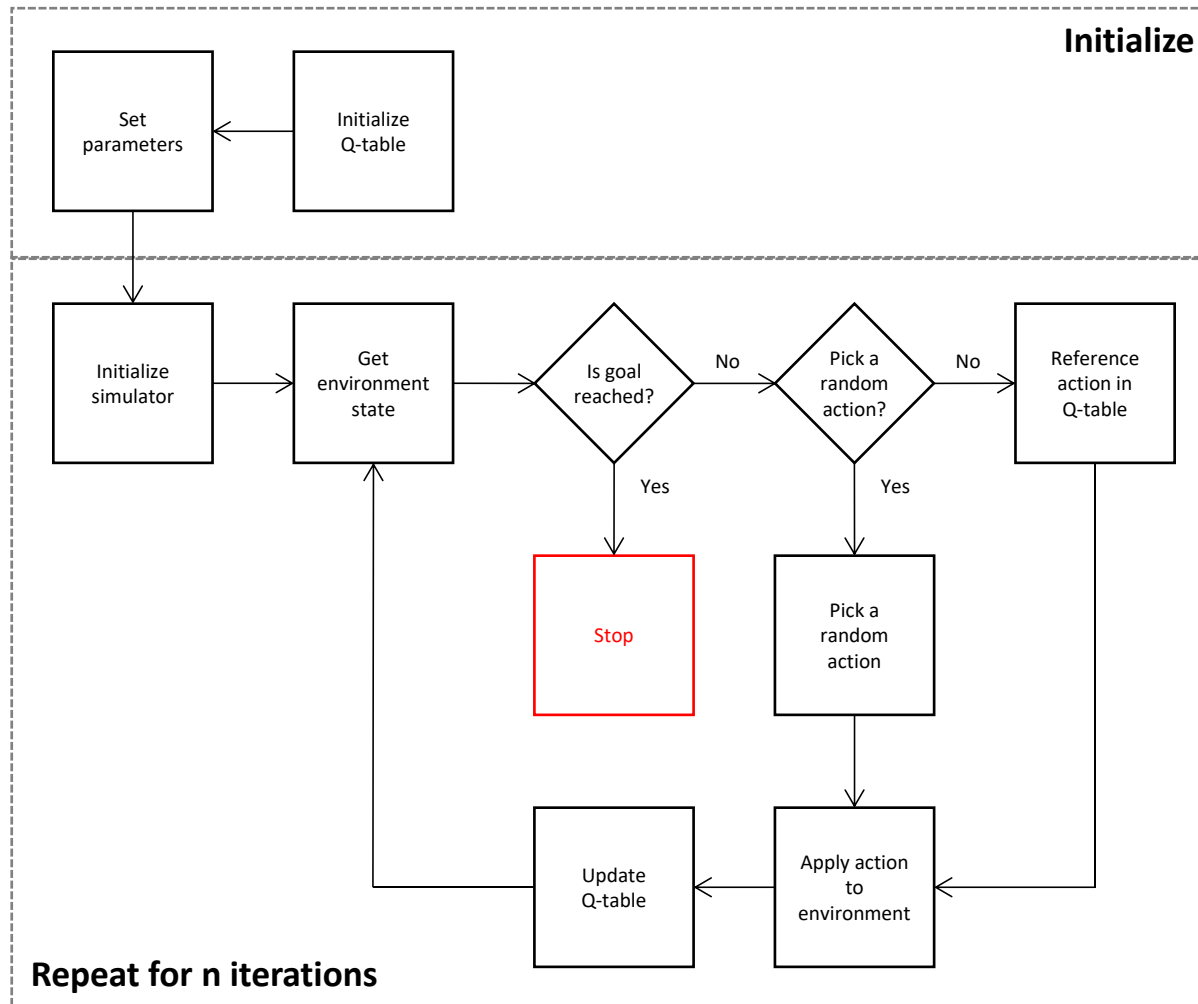 Initialize
Set
parameters
Initialize
Q-table
Initialize
simulator
Get
environment
state
Is goal
reached?
No
Pick a
random
action?
No
Reference
action in
Q-table
Yes
Yes
Stop
Pick a
random
action
Update
Q-table
Apply action
to
environment
Repeat for n iterations